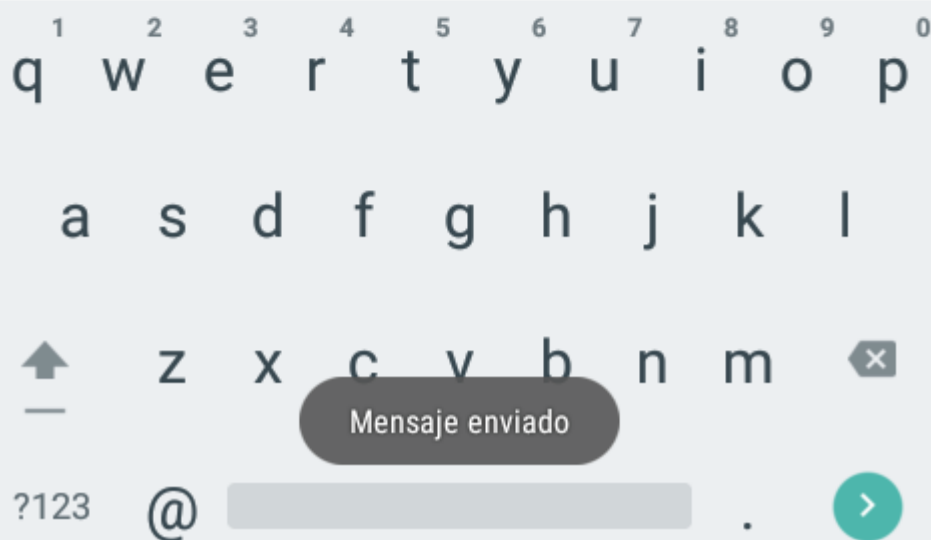 1 2 3 4 5 6 7 8 9 0
q w e r t y u i o p
a s d f g h j k l
z x c v b n m
Mensaje enviado
?123 @ .